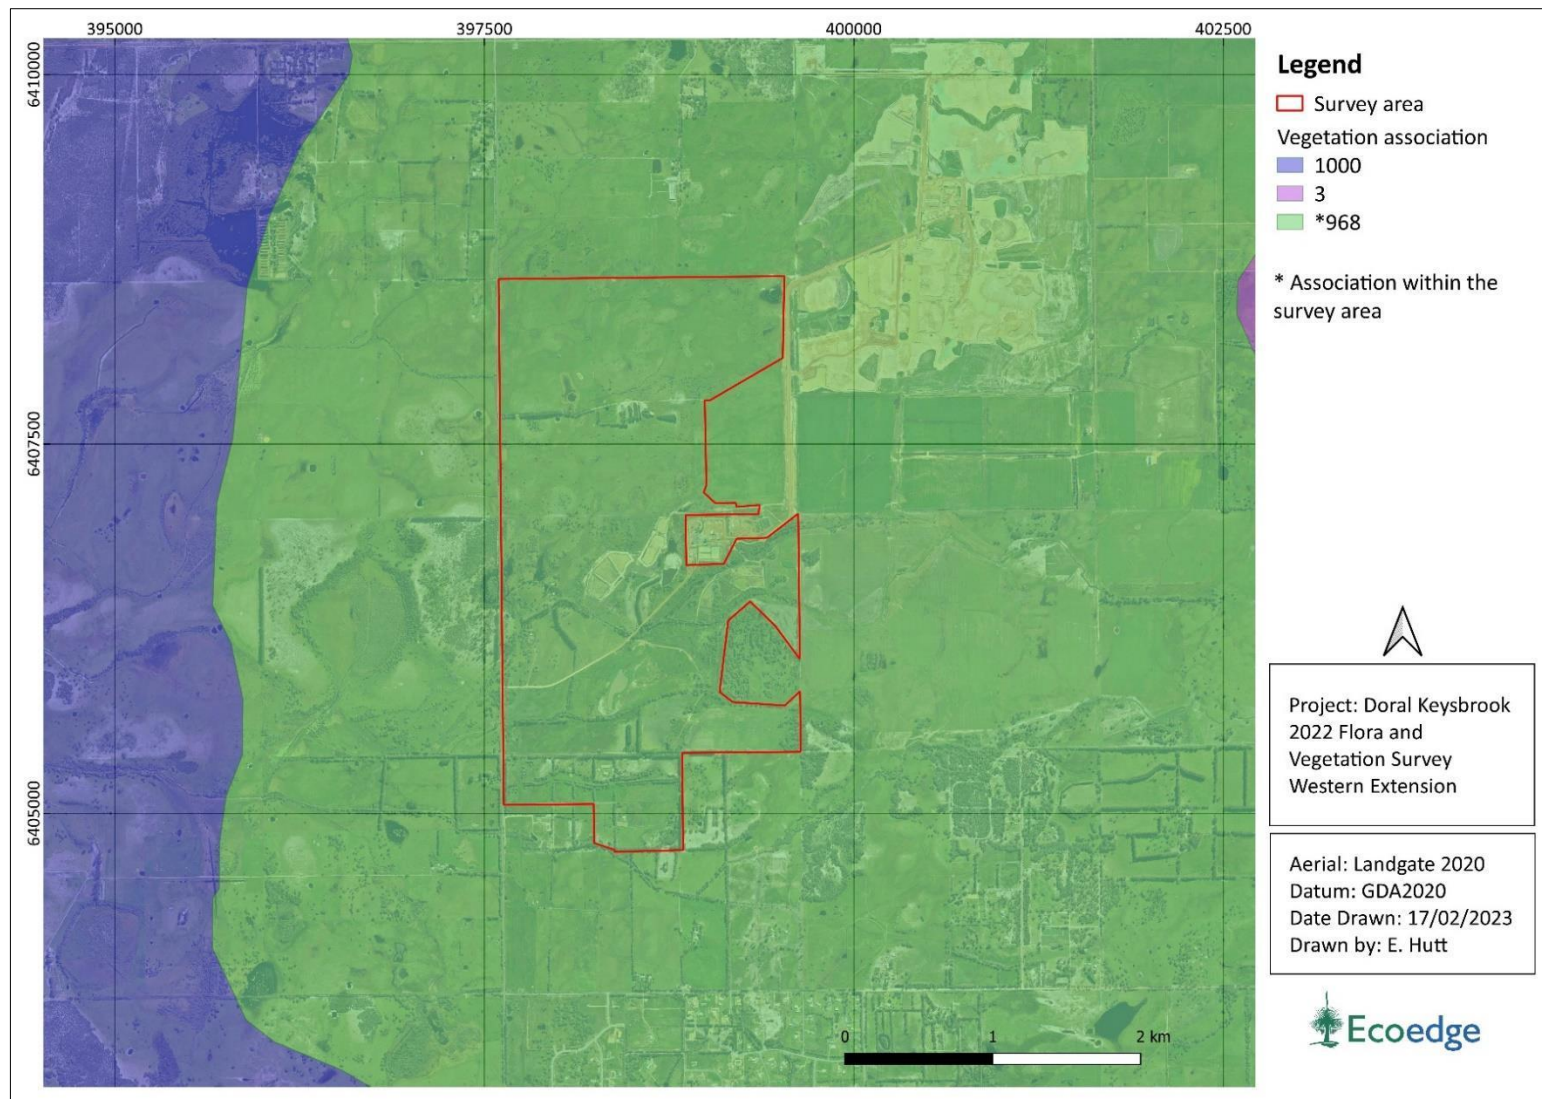 395000 397500 400000 402500
6410000
6407500
6405000
Legend
Survey area
Vegetation association
1000
3
*968
* Association within the
survey area
Project: Doral Keysbrook
2022 Flora and
Vegetation Survey
Western Extension
Aerial: Landgate 2020
Datum: GDA2020
Date Drawn: 17/02/2023
Drawn by: E. Hutt
0 1 2 km
Ecoedge